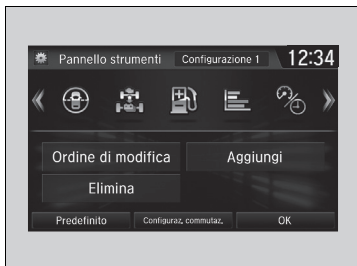 Pannello strumenti Configurazione 1 12:34
Ordine di modifica Aggiungi
Elimina
Predefinito Configuraz. commutaz. OK